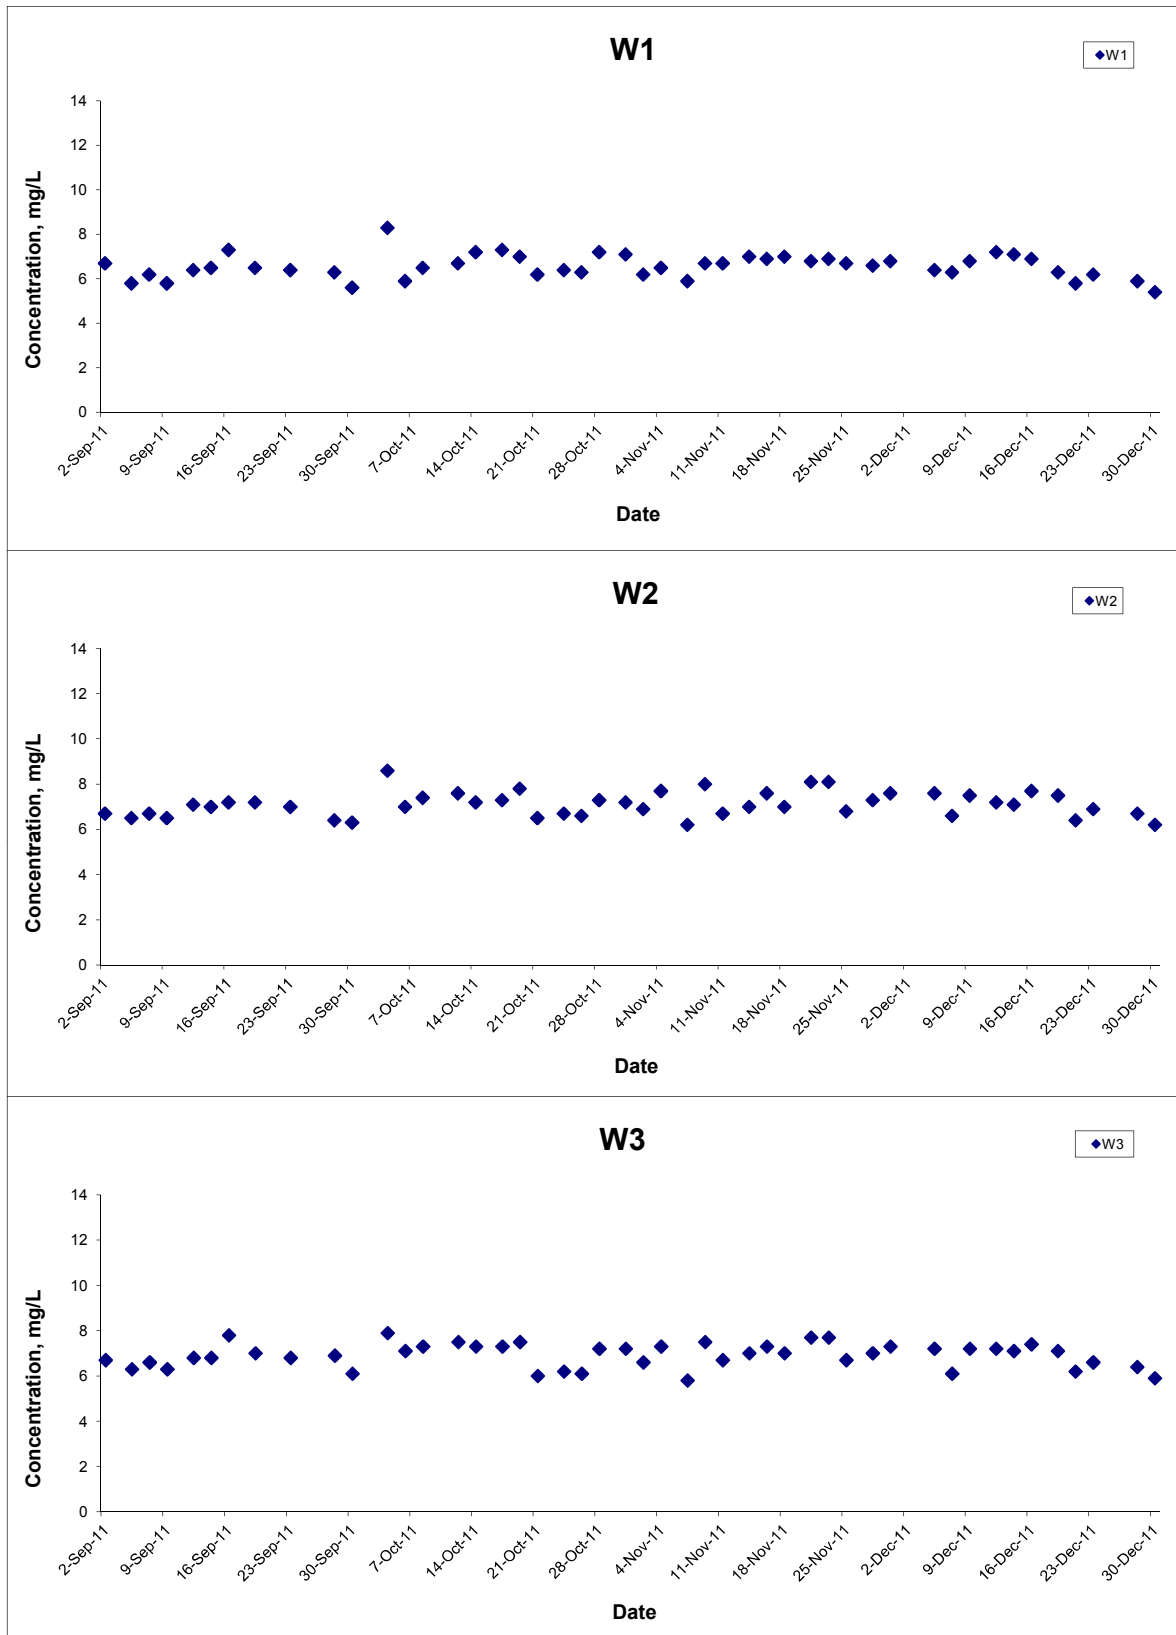 W1
W1
14
12
10
8
6
4
2
0
Concentration, mg/L
2-Sep-11 9-Sep-11 16-Sep-11 23-Sep-11 30-Sep-11 7-Oct-11 14-Oct-11 21-Oct-11 28-Oct-11 4-Nov-11 11-Nov-11 18-Nov-11 25-Nov-11 2-Dec-11 9-Dec-11 16-Dec-11 23-Dec-11 30-Dec-11
Date
W2
W2
14
12
10
8
6
4
2
0
Concentration, mg/L
2-Sep-11 9-Sep-11 16-Sep-11 23-Sep-11 30-Sep-11 7-Oct-11 14-Oct-11 21-Oct-11 28-Oct-11 4-Nov-11 11-Nov-11 18-Nov-11 25-Nov-11 2-Dec-11 9-Dec-11 16-Dec-11 23-Dec-11 30-Dec-11
Date
W3
W3
14
12
10
8
6
4
2
0
Concentration, mg/L
2-Sep-11 9-Sep-11 16-Sep-11 23-Sep-11 30-Sep-11 7-Oct-11 14-Oct-11 21-Oct-11 28-Oct-11 4-Nov-11 11-Nov-11 18-Nov-11 25-Nov-11 2-Dec-11 9-Dec-11 16-Dec-11 23-Dec-11 30-Dec-11
Date